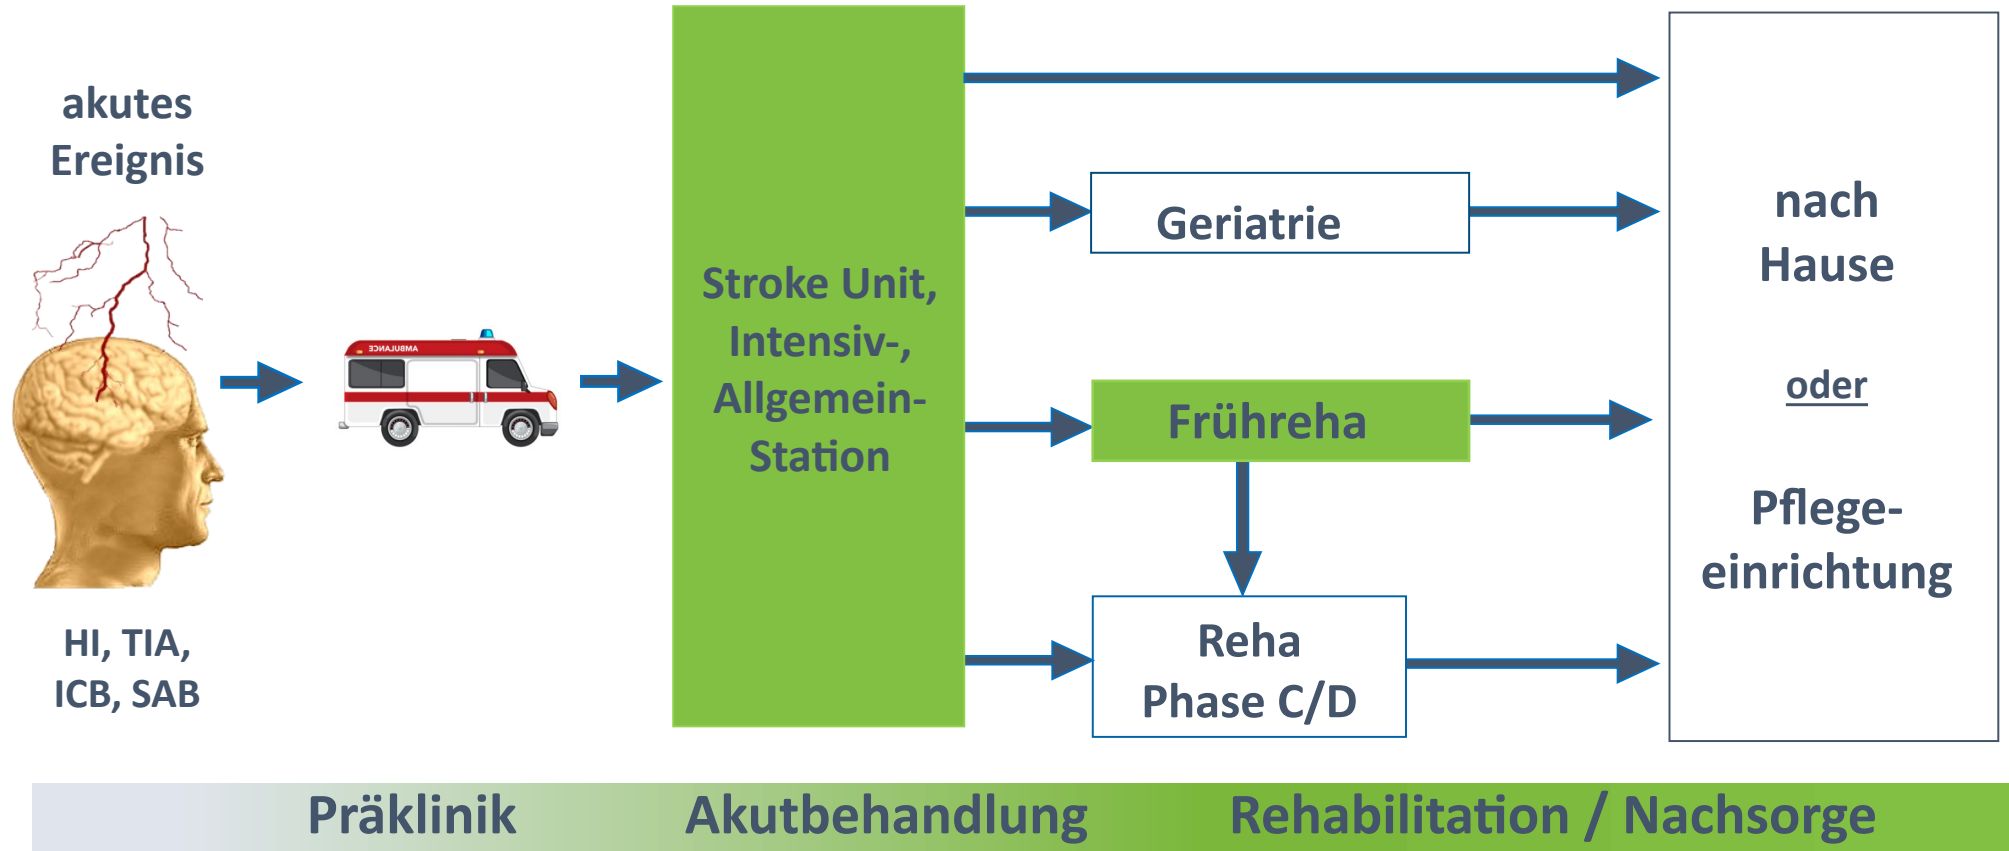 akutes
Ereignis
HI, TIA,
ICB, SAB
AMBULANCE
Stroke Unit,
Intensiv-,
Allgemein-
Station
Geriatrie
Frühreha
Reha
Phase C/D
nach
Hause
oder
Pflege-
einrichtung
Präklinik
Akutbehandlung
Rehabilitation / Nachsorge